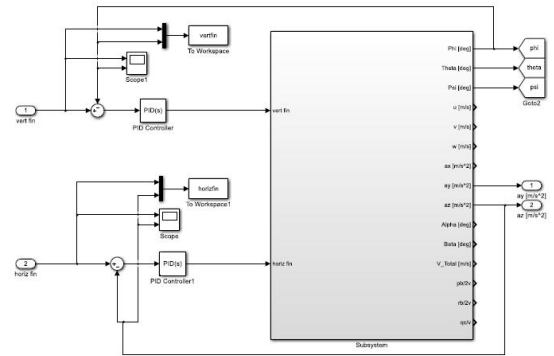 vertfin
To Workspace
Scope1
1
vert fin
PID(s)
PID Controller
horizfin
To Workspace1
Scope
2
horiz fin
PID(s)
PID Controller1
vert fin
horiz fin
Phi [deg]
Theta [deg]
Psi [deg]
u [m/s]
v [m/s]
w [m/s]
ax [m/s^2]
ay [m/s^2]
az [m/s^2]
Alpha [deg]
Beta [deg]
V_Total [m/s]
pb/2v
rb/2v
qc/v
Subsystem
phi
theta
psi
Goto2
1
ay [m/s^2]
2
az [m/s^2]